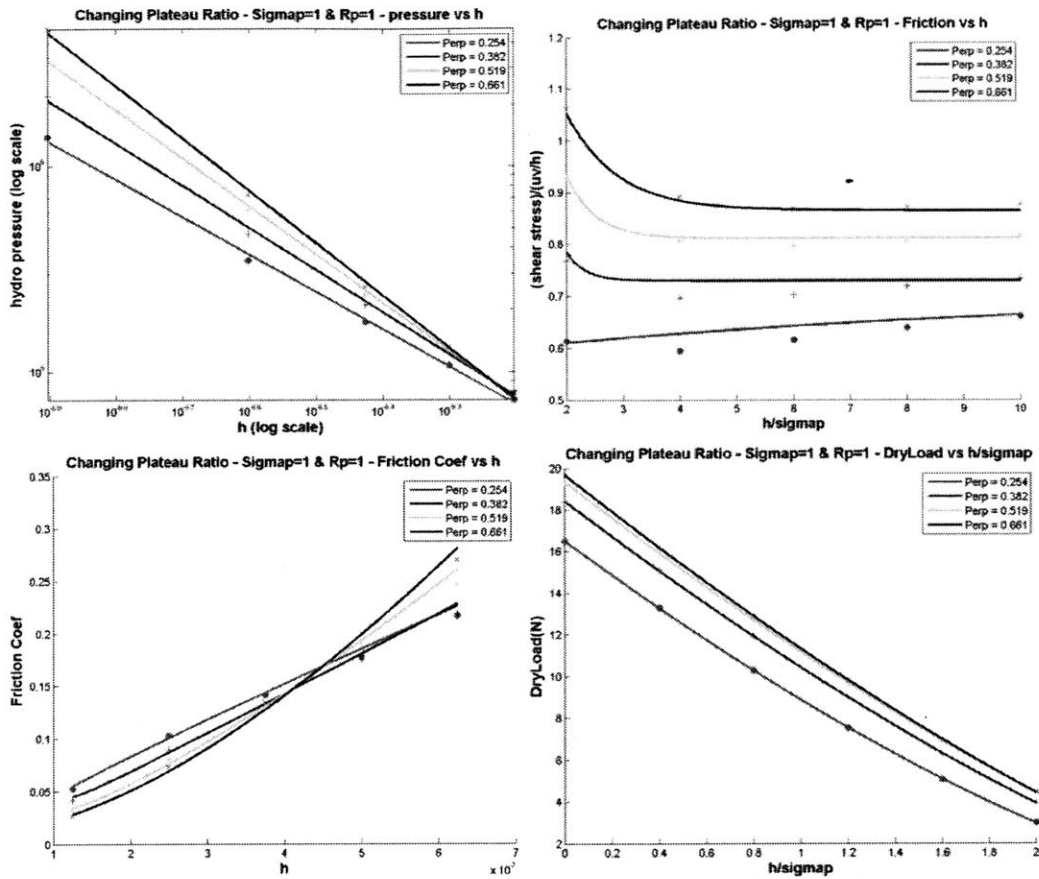 Changing Plateau Ratio - Sigmap=1 & Rp=1 - pressure vs h
Perp = 0.254
Perp = 0.382
Perp = 0.519
Perp = 0.661
hydro pressure (log scale)
h (log scale)
Changing Plateau Ratio - Sigmap=1 & Rp=1 - Friction vs h
Perp = 0.254
Perp = 0.382
Perp = 0.519
Perp = 0.661
1.2
1.1
1
0.9
0.8
0.7
0.6
0.5
(shear stress)/(uv/h)
2 3 4 5 6 7 8 9 10
h/sigmap
Changing Plateau Ratio - Sigmap=1 & Rp=1 - Friction Coef vs h
Perp = 0.254
Perp = 0.382
Perp = 0.519
Perp = 0.661
0.35
0.3
0.25
0.2
0.15
0.1
0.05
0
Friction Coef
1 2 3 4 5 6 7
h
Changing Plateau Ratio - Sigmap=1 & Rp=1 - DryLoad vs h/sigmap
Perp = 0.254
Perp = 0.382
Perp = 0.519
Perp = 0.661
20
18
16
14
12
10
8
6
4
2
DryLoad(N)
0 0.2 0.4 0.6 0.8 1 1.2 1.4 1.6 1.8 2
h/sigmap